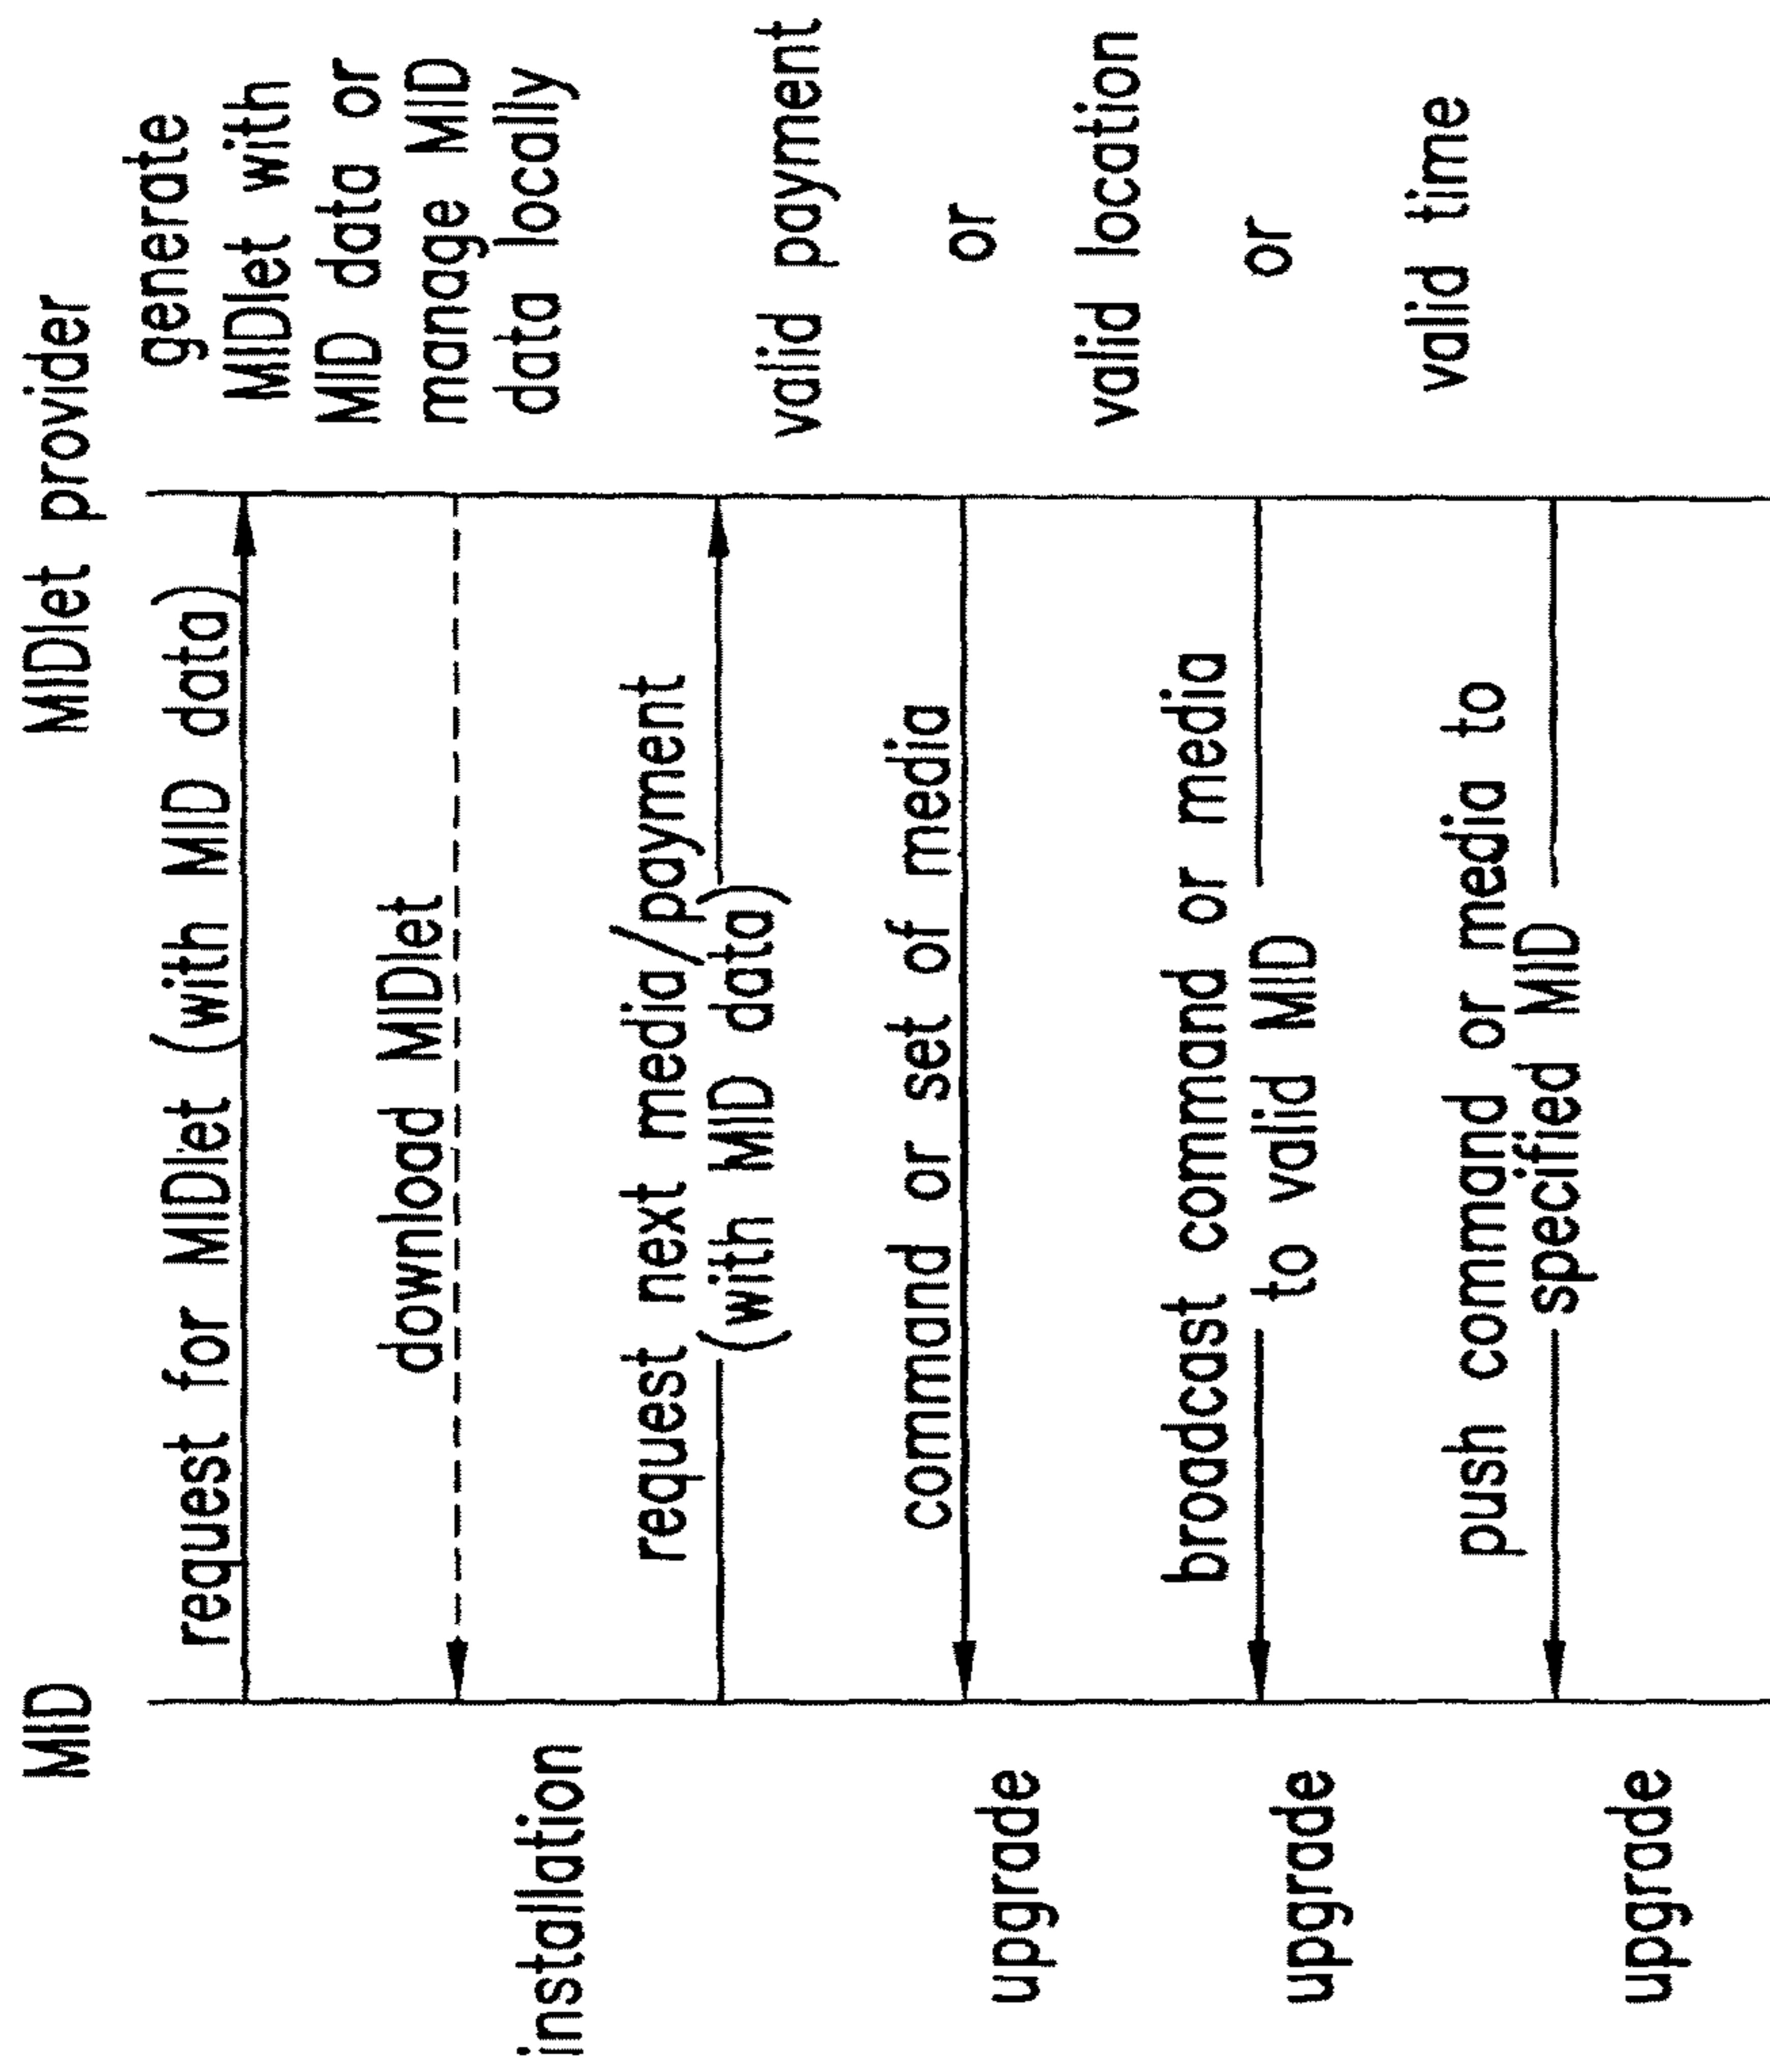 MID
MIDlet provider
request for MIDlet (with MID data)
generate
MIDlet with
MID data or
manage MID
data locally
download MIDlet
installation
request next media/payment
(with MID data)
valid payment
command or set of media
or
upgrade
valid location
broadcast command or media
to valid MID
or
upgrade
valid time
push command or media to
specified MID
upgrade